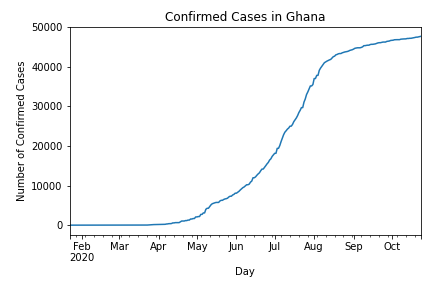 Confirmed Cases in Ghana
Number of Confirmed Cases
50000
40000
30000
20000
10000
0
Feb Mar Apr May Jun Jul Aug Sep Oct
2020
Day